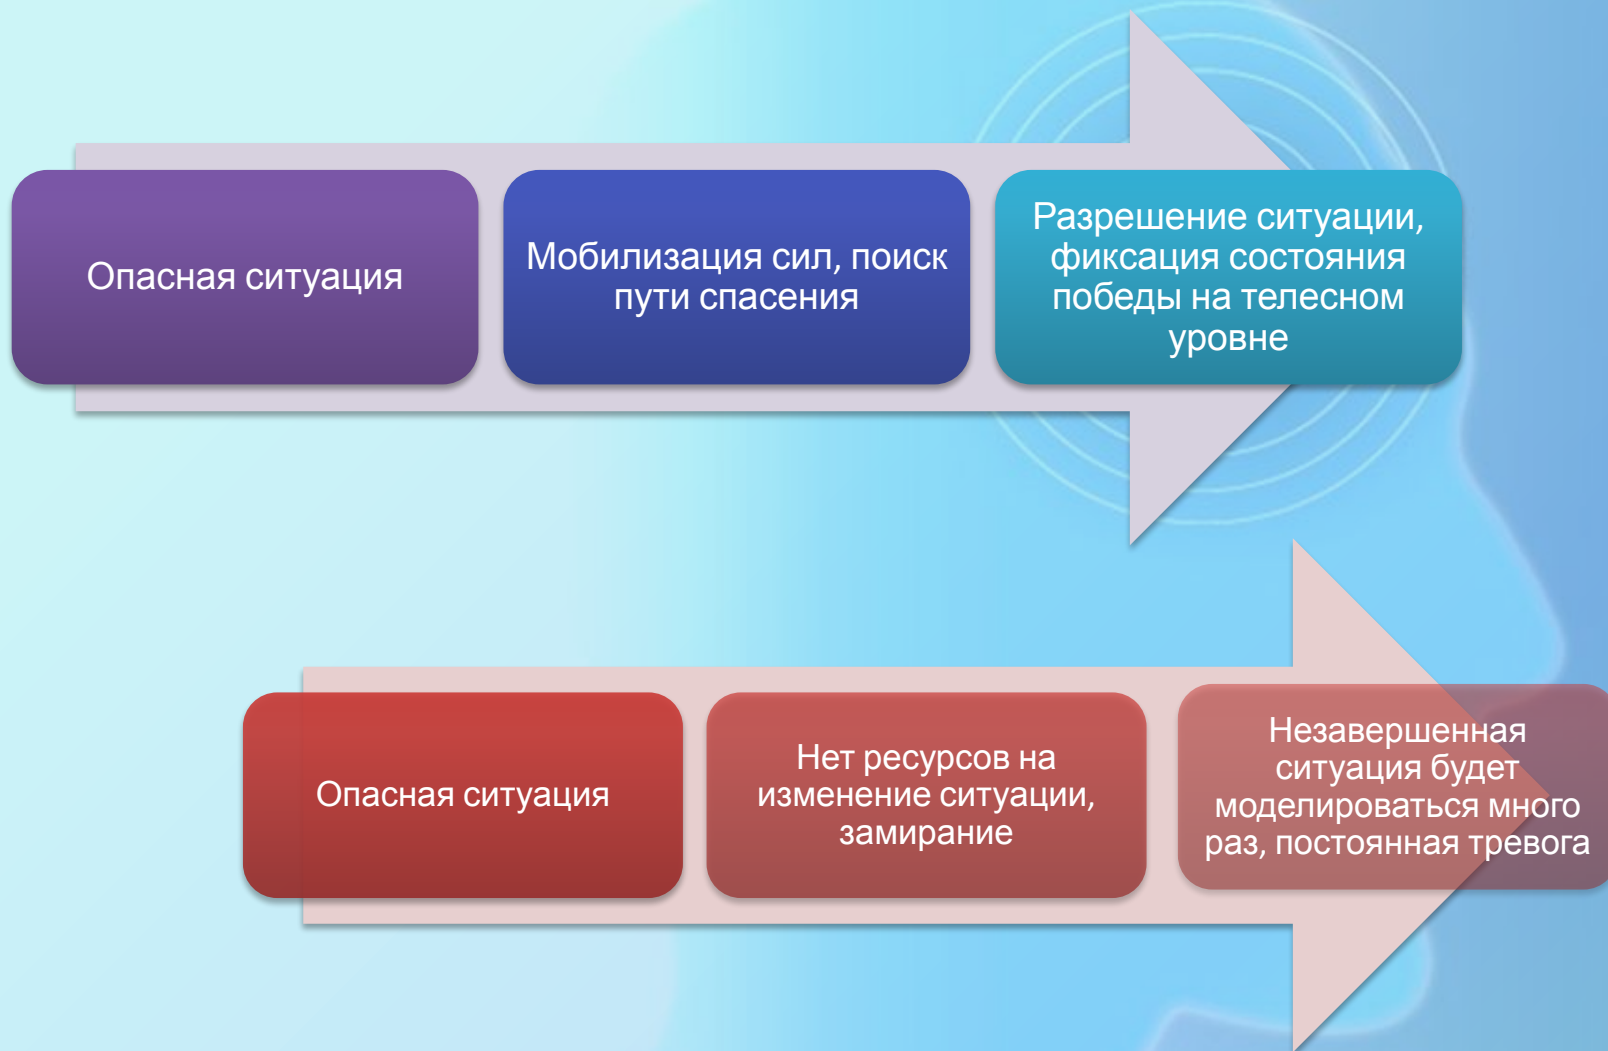 Опасная ситуация
Мобилизация сил, поиск
пути спасения
Разрешение ситуации,
фиксация состояния
победы на телесном
уровне
Опасная ситуация
Нет ресурсов на
изменение ситуации,
замирание
Незавершенная
ситуация будет
моделироваться много
раз, постоянная тревога